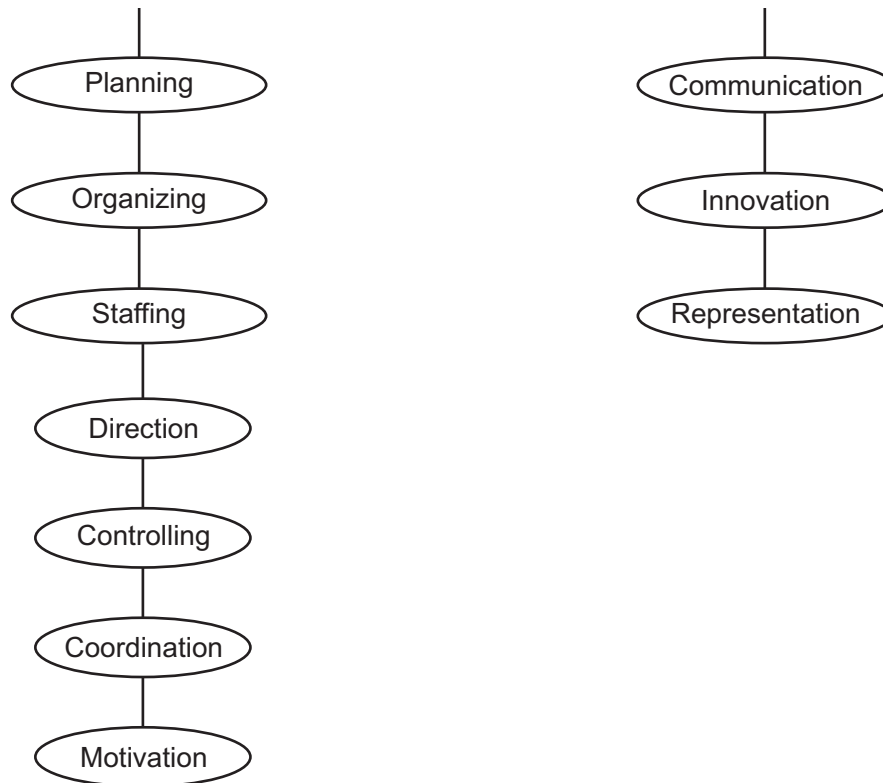 Planning
Organizing
Staffing
Direction
Controlling
Coordination
Motivation
Communication
Innovation
Representation